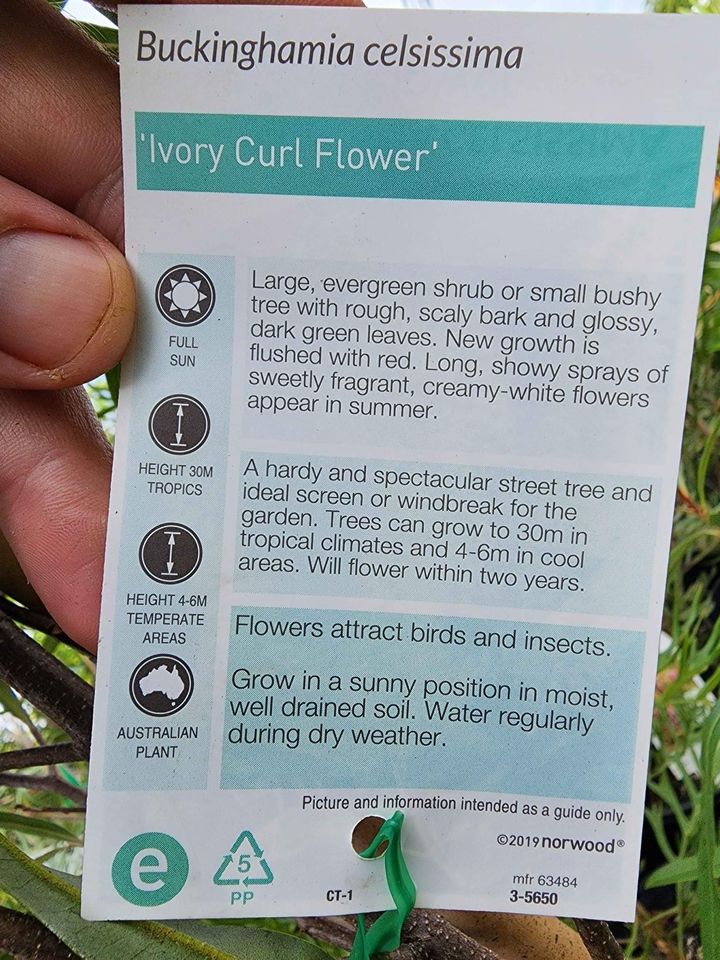 Buckinghamia celsissima
'Ivory Curl Flower'
FULL
SUN
Large, evergreen shrub or small bushy
tree with rough, scaly bark and glossy,
dark green leaves. New growth is
flushed with red. Long, showy sprays of
sweetly fragrant, creamy-white flowers
appear in summer.
HEIGHT 30M
TROPICS
A hardy and spectacular street tree and
ideal screen or windbreak for the
garden. Trees can grow to 30m in
tropical climates and 4-6m in cool
areas. Will flower within two years.
HEIGHT 4-6M
TEMPERATE
AREAS
Flowers attract birds and insects.
Grow in a sunny position in moist,
well drained soil. Water regularly
during dry weather.
AUSTRALIAN
PLANT
Picture and information intended as a guide only.
©2019 norwood®
e
5
PP
CT-1
mfr 63484
3-5650